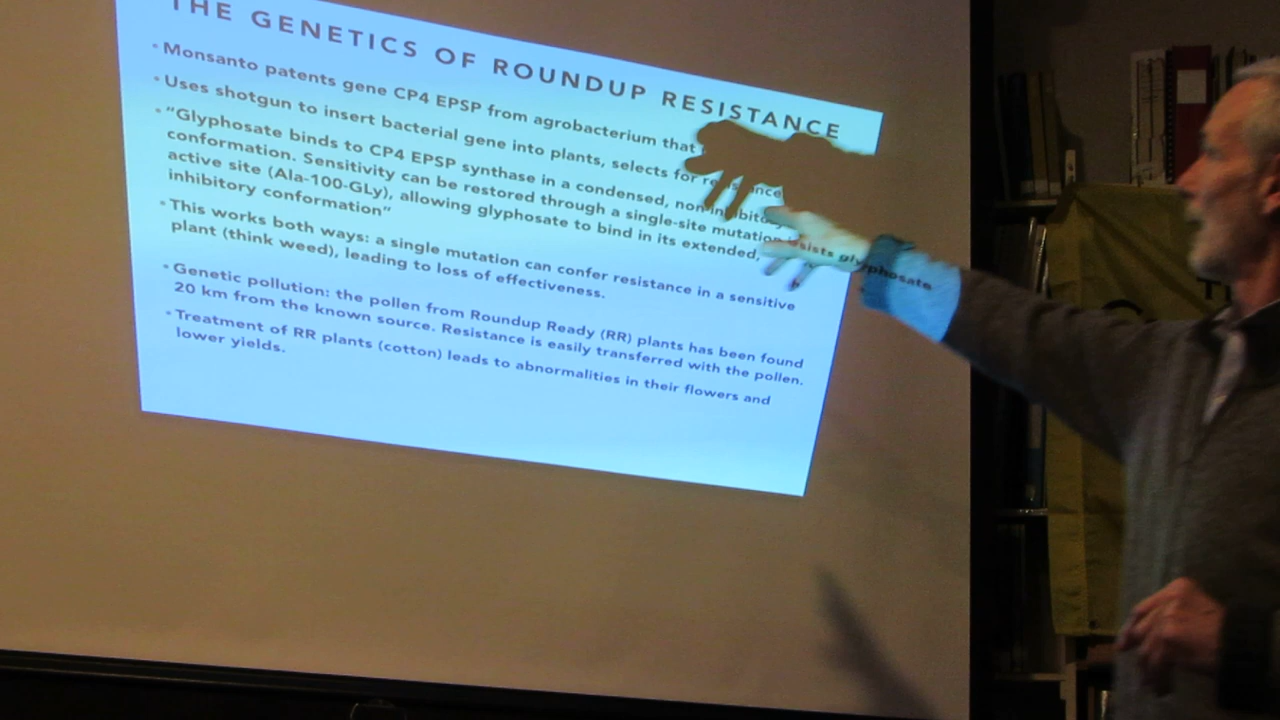 THE GENETICS OF ROUNDUP RESISTANCE
• Monsanto patents gene CP4 EPSP from agrobacterium that resists glyphosate
• Uses shotgun to insert bacterial gene into plants, selects for resistance
• "Glyphosate binds to CP4 EPSP synthase in a condensed, non-inhibitory
conformation. Sensitivity can be restored through a single-site mutation
active site (Ala-100-GLy), allowing glyphosate to bind in its extended,
inhibitory conformation"
• This works both ways: a single mutation can confer resistance in a sensitive
plant (think weed), leading to loss of effectiveness.
• Genetic pollution: the pollen from Roundup Ready (RR) plants has been found
20 km from the known source. Resistance is easily transferred with the pollen.
• Treatment of RR plants (cotton) leads to abnormalities in their flowers and
lower yields.